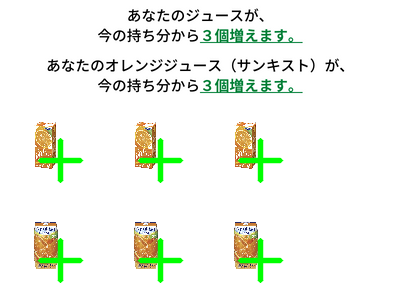 あなたのジュースが、
今の持ち分から３個増えます。
あなたのオレンジジュース（サンキスト）が、
今の持ち分から３個増えます。